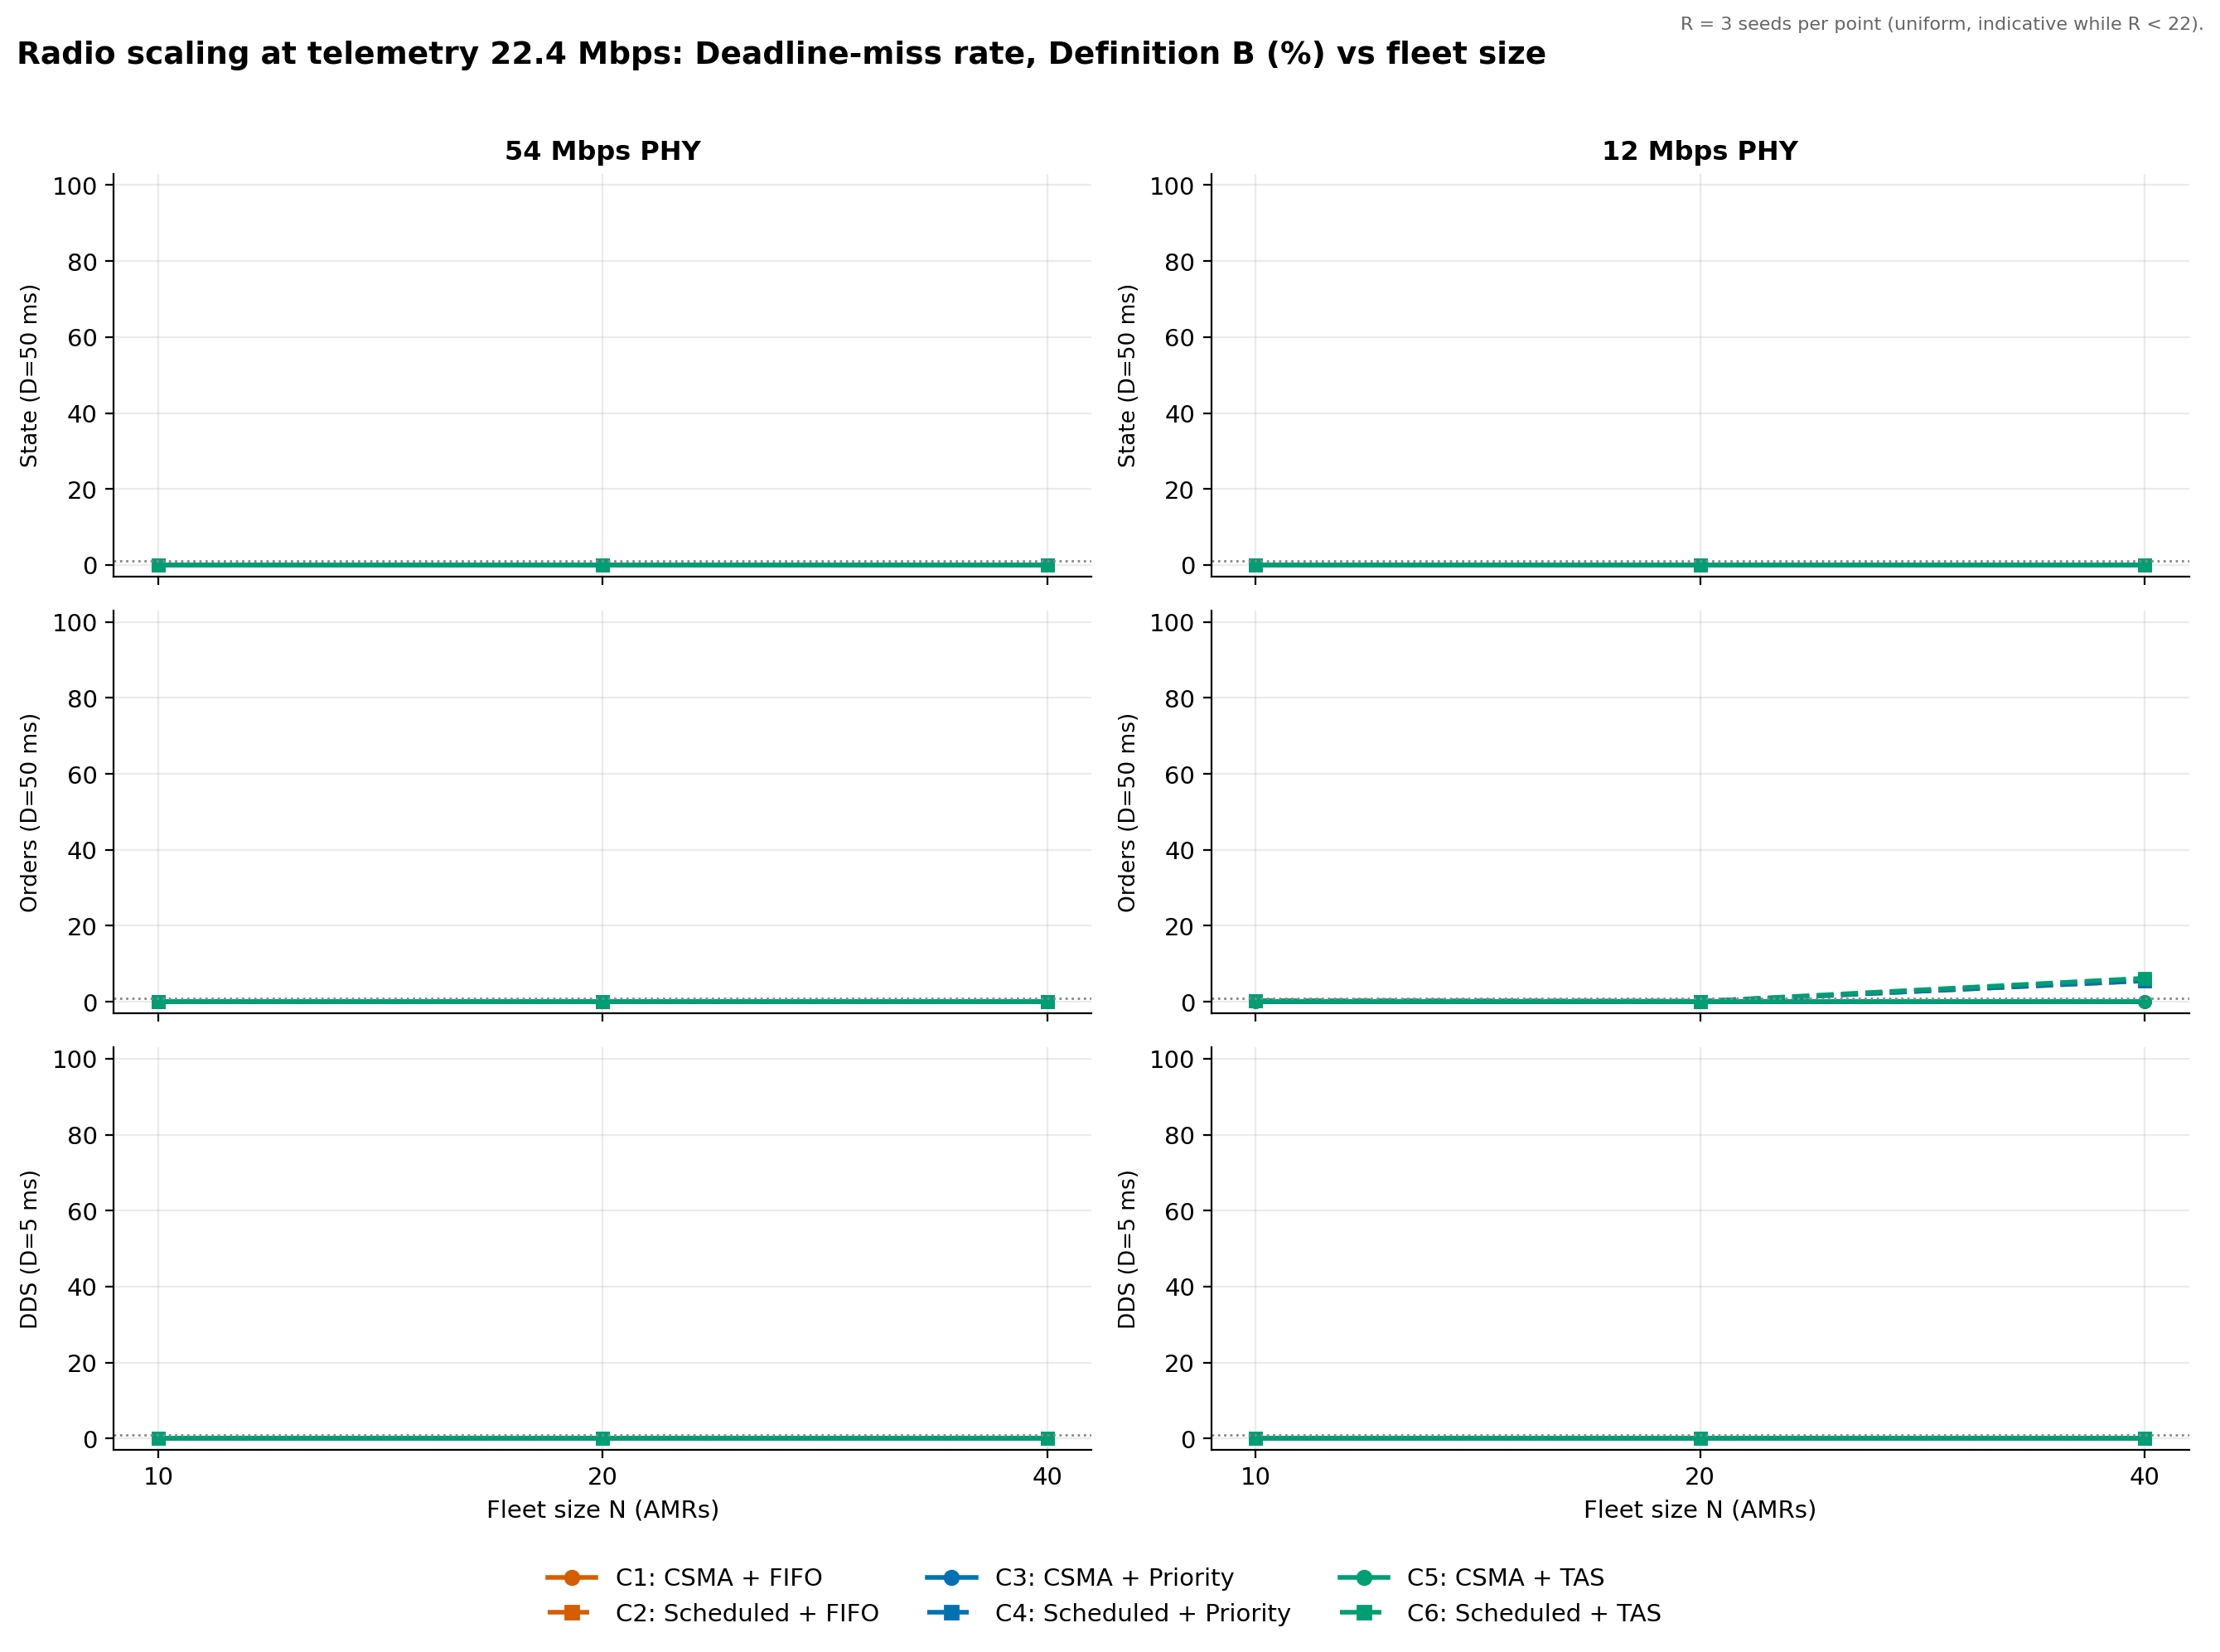 R = 3 seeds per point (uniform, indicative while R < 22).
Radio scaling at telemetry 22.4 Mbps: Deadline-miss rate, Definition B (%) vs fleet size
54 Mbps PHY
12 Mbps PHY
State (D=50 ms)
100
80
60
40
20
0
State (D=50 ms)
100
80
60
40
20
0
Orders (D=50 ms)
100
80
60
40
20
0
Orders (D=50 ms)
100
80
60
40
20
0
DDS (D=5 ms)
100
80
60
40
20
0
10 20 40
Fleet size N (AMRs)
DDS (D=5 ms)
100
80
60
40
20
0
10 20 40
Fleet size N (AMRs)
C1: CSMA + FIFO
C2: Scheduled + FIFO
C3: CSMA + Priority
C4: Scheduled + Priority
C5: CSMA + TAS
C6: Scheduled + TAS